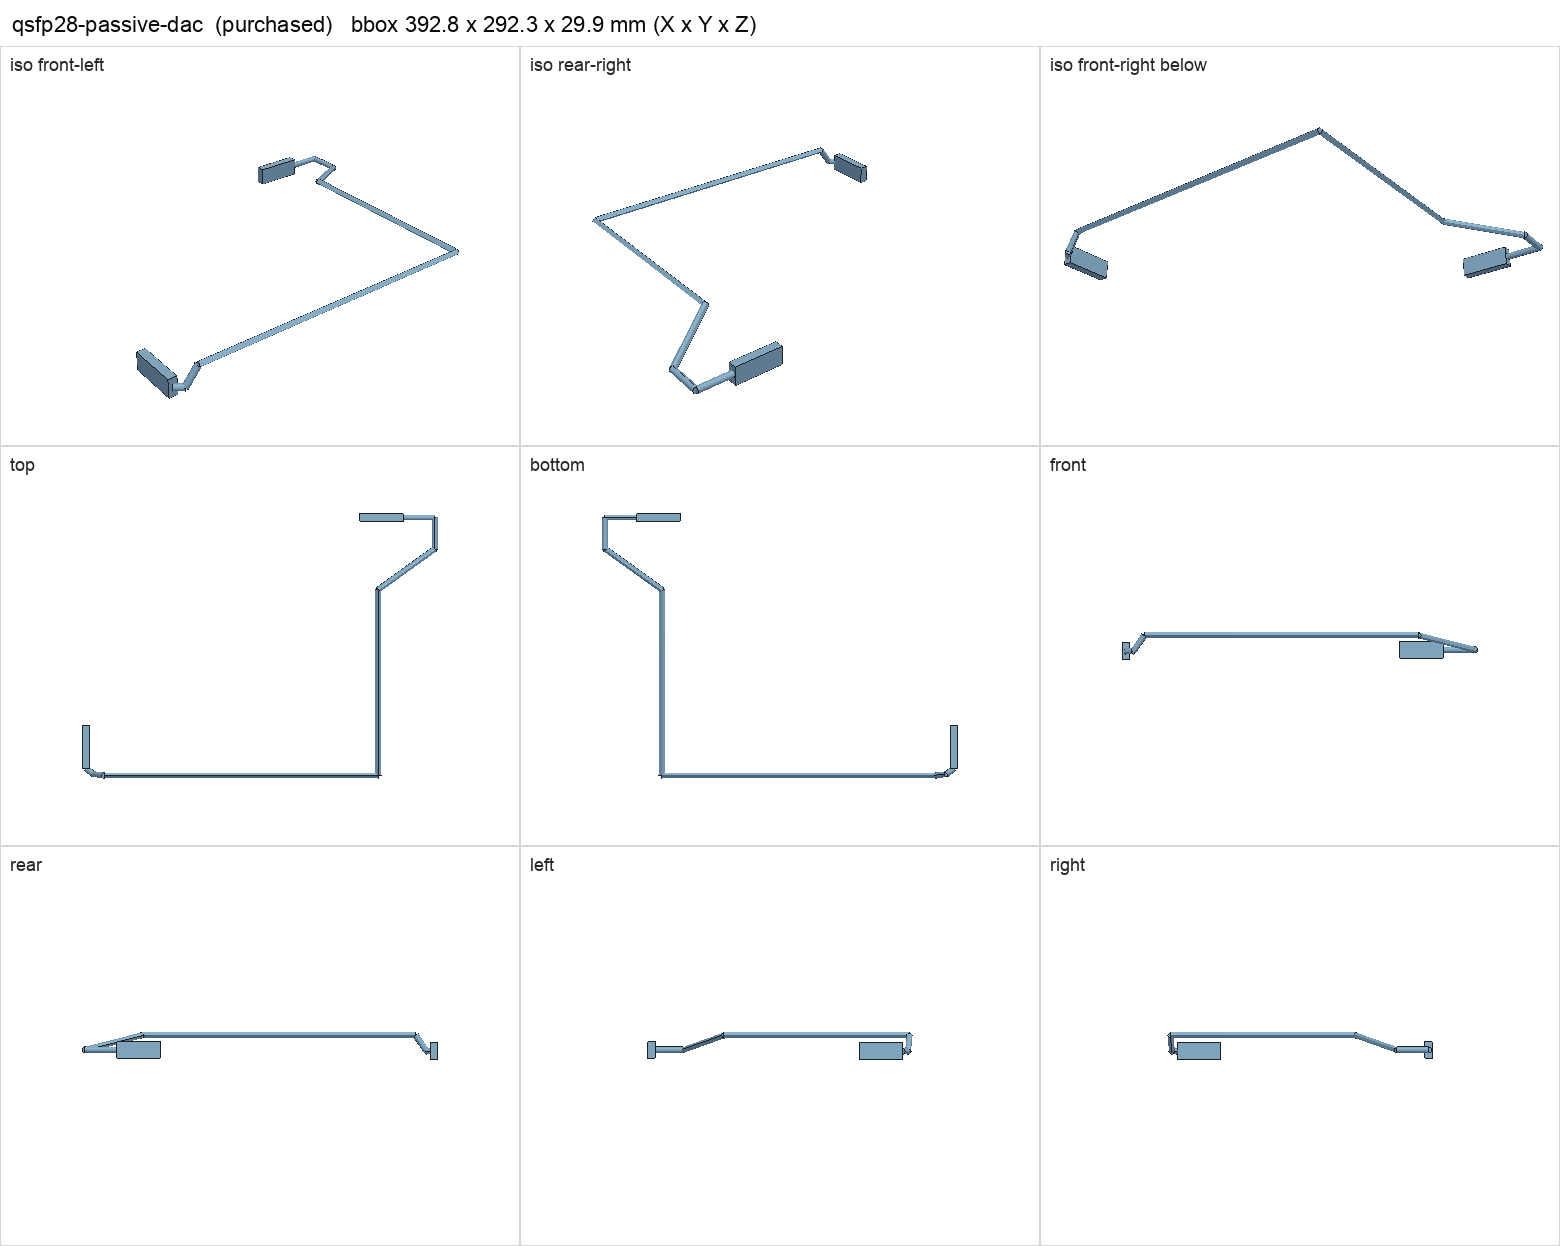 qsfp28-passive-dac (purchased) bbox 392.8 x 292.3 x 29.9 mm (X x Y x Z)
iso front-left
iso rear-right
iso front-right below
top
bottom
front
rear
left
right